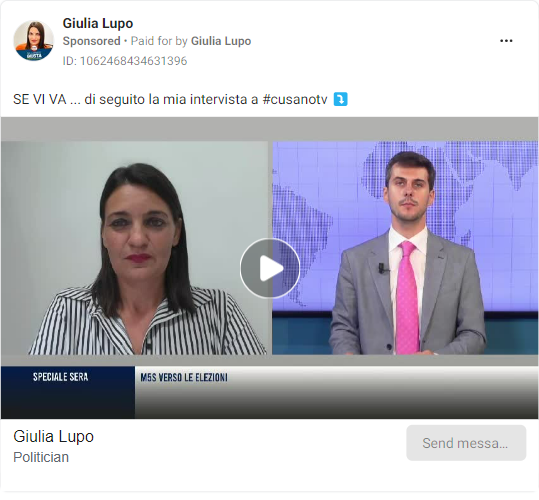 Giulia Lupo
Sponsored • Paid for by Giulia Lupo
ID: 1062468434631396
SE VI VA ... di seguito la mia intervista a #cusanotv ⤵️
SPECIALE SERA
M5S VERSO LE ELEZIONI
Giulia Lupo
Politician
Send messa...